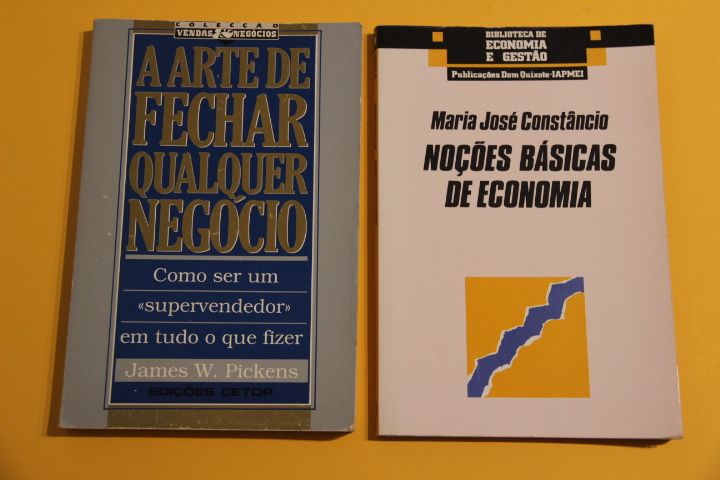 COLECÇÃO
VENDAS & NEGÓCIOS
A ARTE DE
FECHAR
QUALQUER
NEGÓCIO
Como ser um
«supervendedor»
em tudo o que fizer
James W. Pickens
EDIÇÕES CETOP
BIBLIOTECA DE
ECONOMIA
E GESTÃO
Publicações Dom Quixote·IAPMEI
Maria José Constâncio
NOÇÕES BÁSICAS
DE ECONOMIA